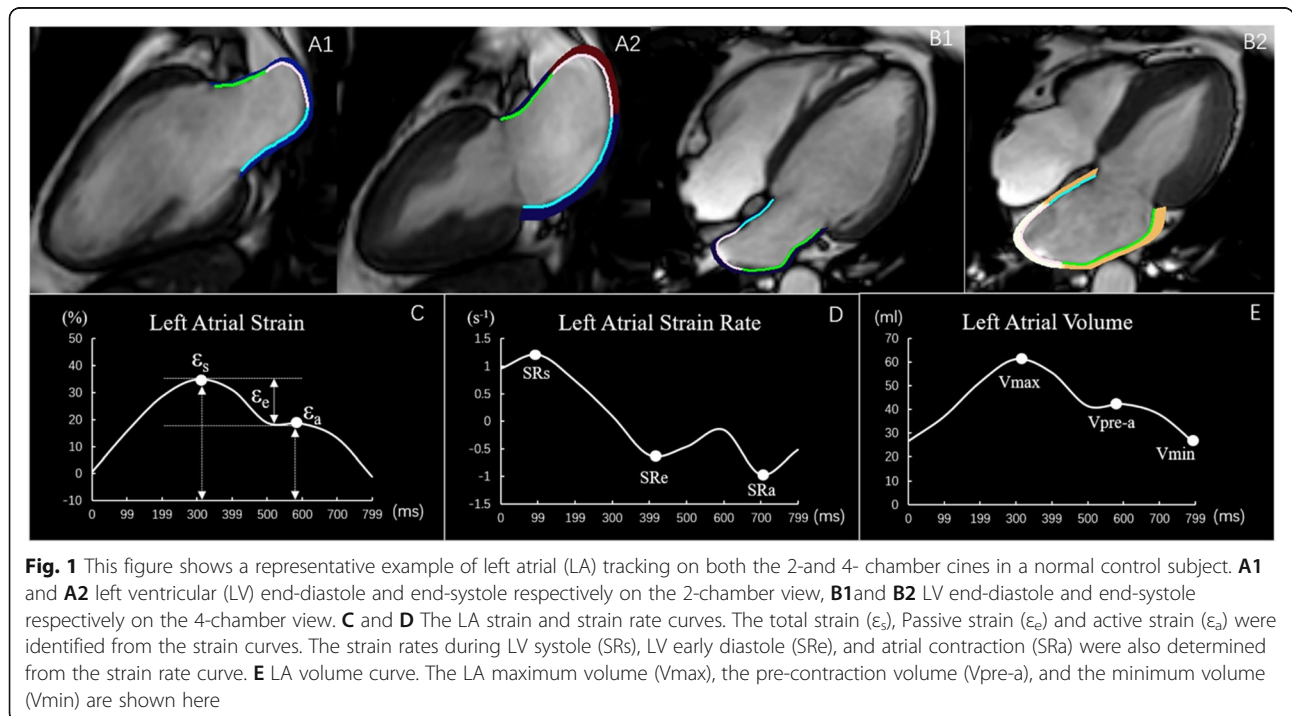 A1 A2 B1 B2
(%) Left Atrial Strain C
50
40
30
20
10
0
-10
εs
εe
εa
0 99 199 300 399 500 600 700 799 (ms)
(s-1) Left Atrial Strain Rate D
1.5
1
0.5
0
-0.5
-1
-1.5
SRs
SRe
SRa
0 99 199 300 399 500 600 700 799 (ms)
(ml) Left Atrial Volume E
70
60
50
40
30
20
10
0
Vmax
Vpre-a
Vmin
0 99 199 300 399 500 600 700 799 (ms)
Fig. 1 This figure shows a representative example of left atrial (LA) tracking on both the 2-and 4- chamber cines in a normal control subject. A1
and A2 left ventricular (LV) end-diastole and end-systole respectively on the 2-chamber view, B1and B2 LV end-diastole and end-systole
respectively on the 4-chamber view. C and D The LA strain and strain rate curves. The total strain (εs), Passive strain (εe) and active strain (εa) were
identified from the strain curves. The strain rates during LV systole (SRs), LV early diastole (SRe), and atrial contraction (SRa) were also determined
from the strain rate curve. E LA volume curve. The LA maximum volume (Vmax), the pre-contraction volume (Vpre-a), and the minimum volume
(Vmin) are shown here